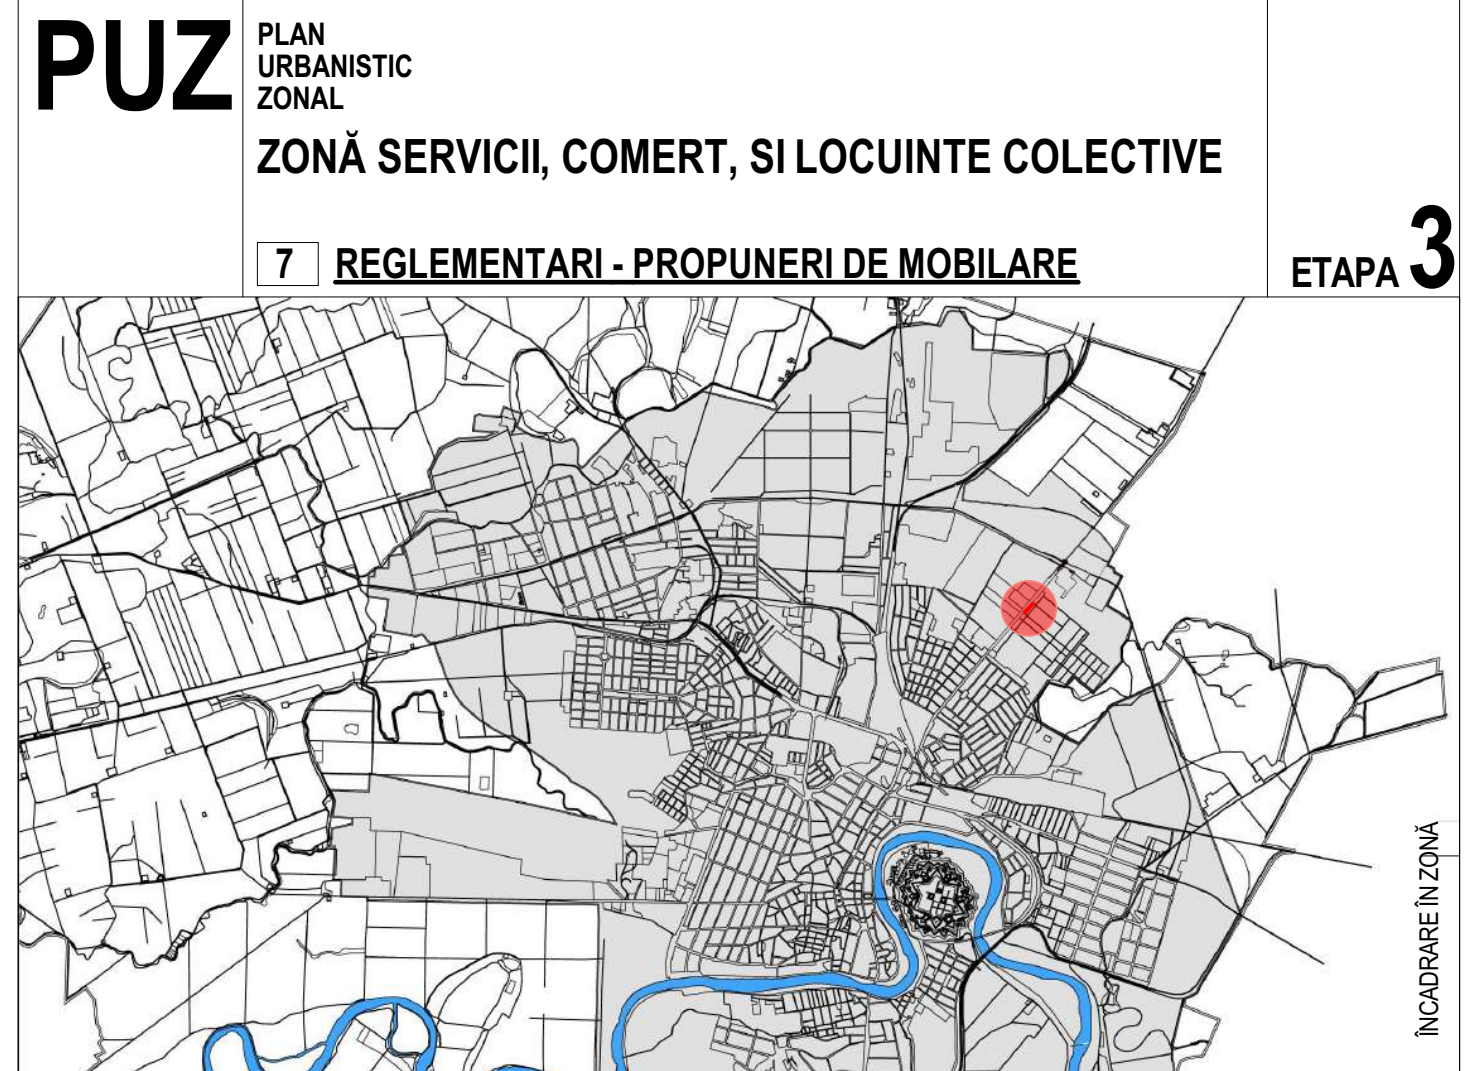 PUZ
PLAN
URBANISTIC
ZONAL
ZONĂ SERVICII, COMERT, SI LOCUINTE COLECTIVE
7 REGLEMENTARI - PROPUNERI DE MOBILARE
ETAPA 3
ÎNCADRARE ÎN ZONĂ